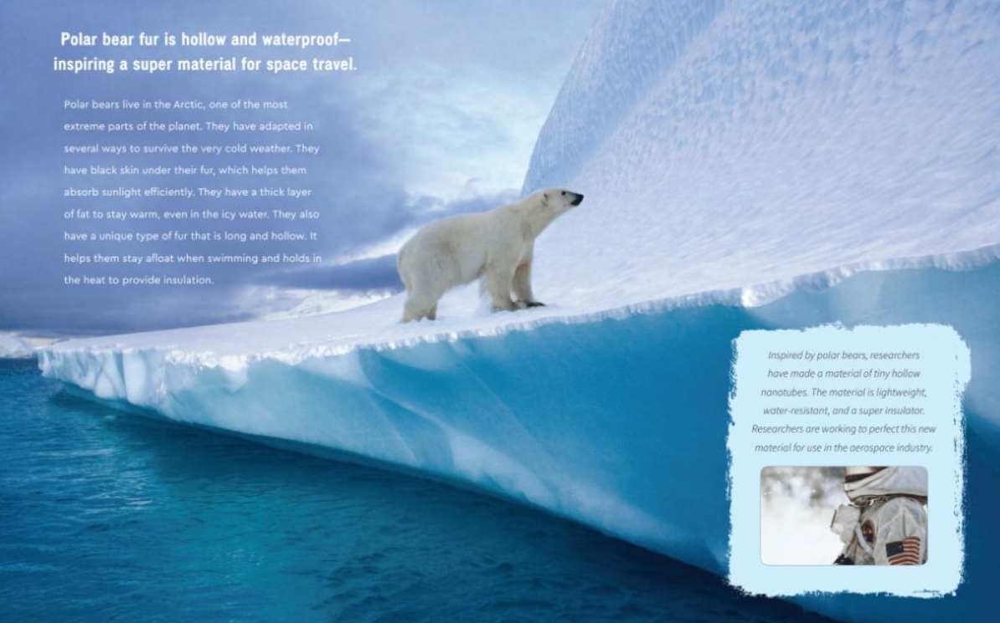 Polar bear fur is hollow and waterproof—
inspiring a super material for space travel.
Polar bears live in the Arctic, one of the most
extreme parts of the planet. They have adapted in
several ways to survive the very cold weather. They
have black skin under their fur, which helps them
absorb sunlight efficiently. They have a thick layer
of fat to stay warm, even in the icy water. They also
have a unique type of fur that is long and hollow. It
helps them stay afloat when swimming and holds in
the heat to provide insulation.
Inspired by polar bears, researchers
have made a material of tiny hollow
nanotubes. The material is lightweight,
water-resistant, and a super insulator.
Researchers are working to perfect this new
material for use in the aerospace industry.